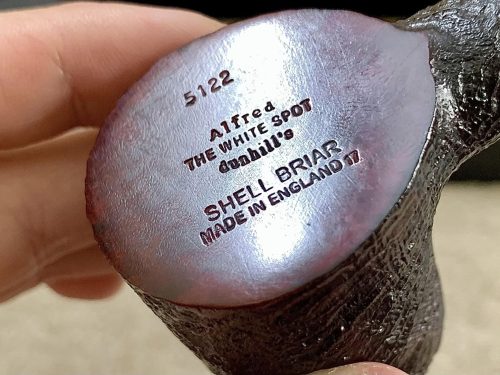 5122
Alfred
THE WHITE SPOT
dunhill's
SHELL BRIAR
MADE IN ENGLAND 17